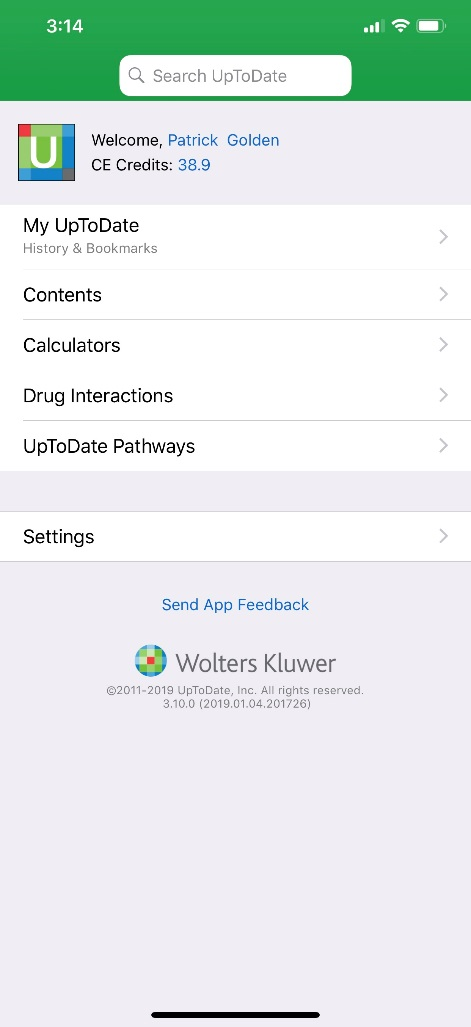 3:14
Search UpToDate
U
Welcome, Patrick Golden
CE Credits: 38.9
My UpToDate
History & Bookmarks
Contents
Calculators
Drug Interactions
UpToDate Pathways
Settings
Send App Feedback
Wolters Kluwer
©2011-2019 UpToDate, Inc. All rights reserved.
3.10.0 (2019.01.04.201726)